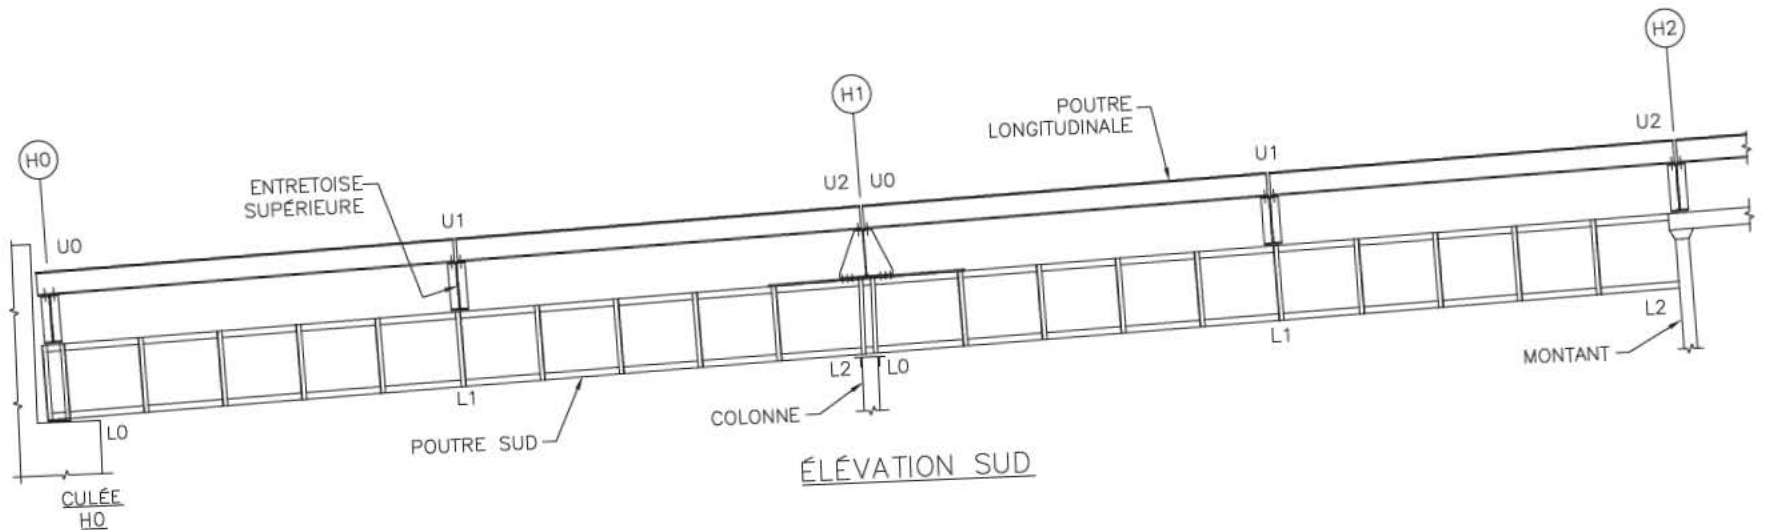 H2
H1
POUTRE
LONGITUDINALE
U2
H0
U1
ENTRETOISE
SUPÉRIEURE
U2 U0
U1
U0
L1
L2
MONTANT
L2 L0
L1
COLONNE
L0
POUTRE SUD
ÉLÉVATION SUD
CULÉE
H0